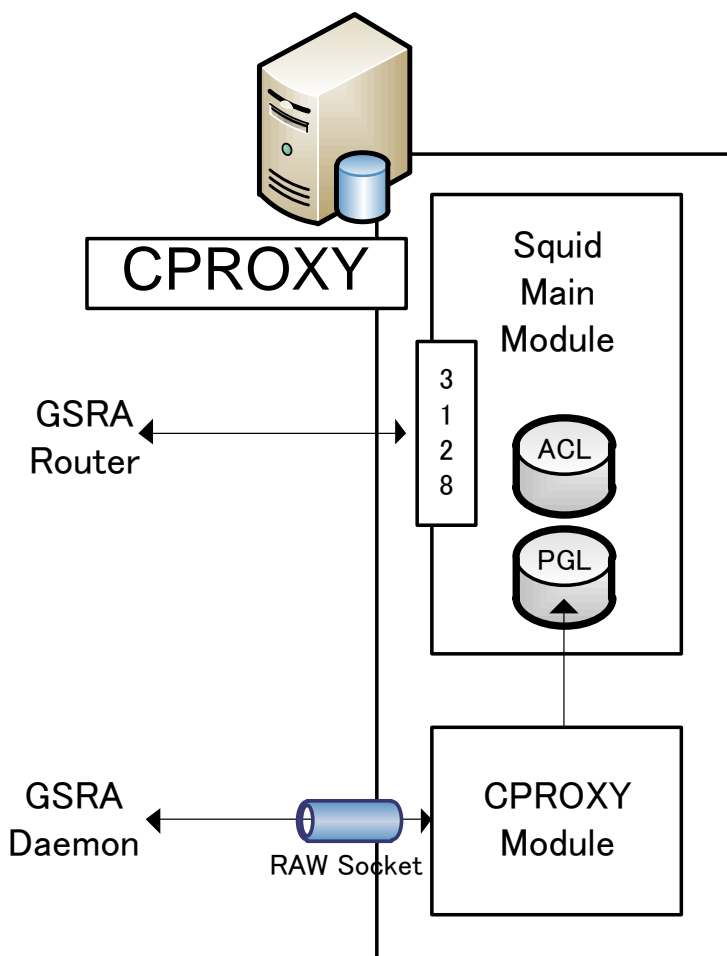 CPROXY
Squid
Main
Module
3
1
2
8
GSRA
Router
ACL
PGL
GSRA
Daemon
RAW Socket
CPROXY
Module